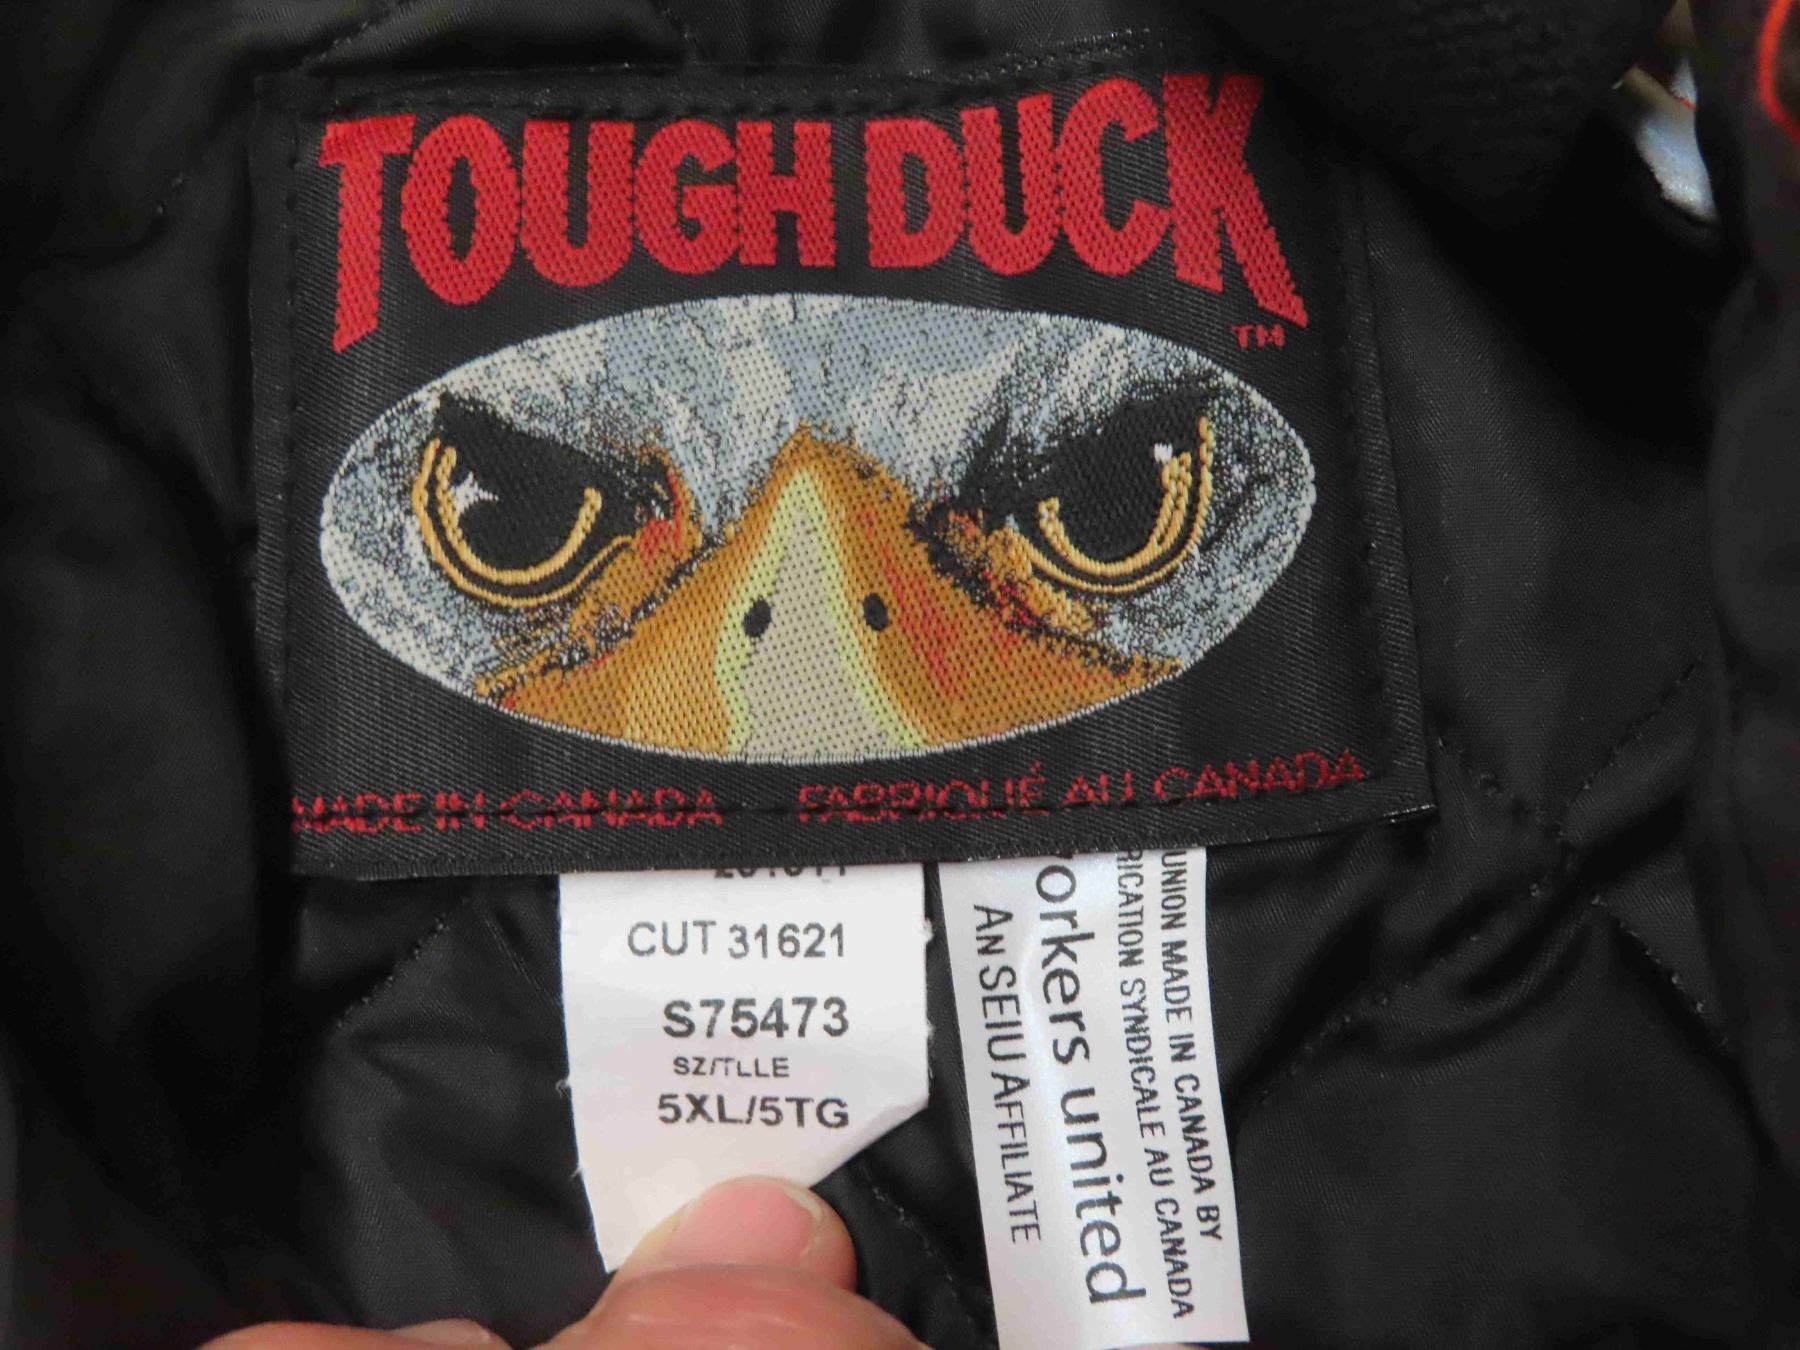 TOUGH DUCK
TM
MADE IN CANADA FABRIQUÉ AU CANADA
CUT 31621
S75473
SZ/TLLE
5XL/5TG
UNION MADE IN CANADA BY
RICATION SYNDICALE AU CANADA
orkers united
AN SEIU AFFILIATE